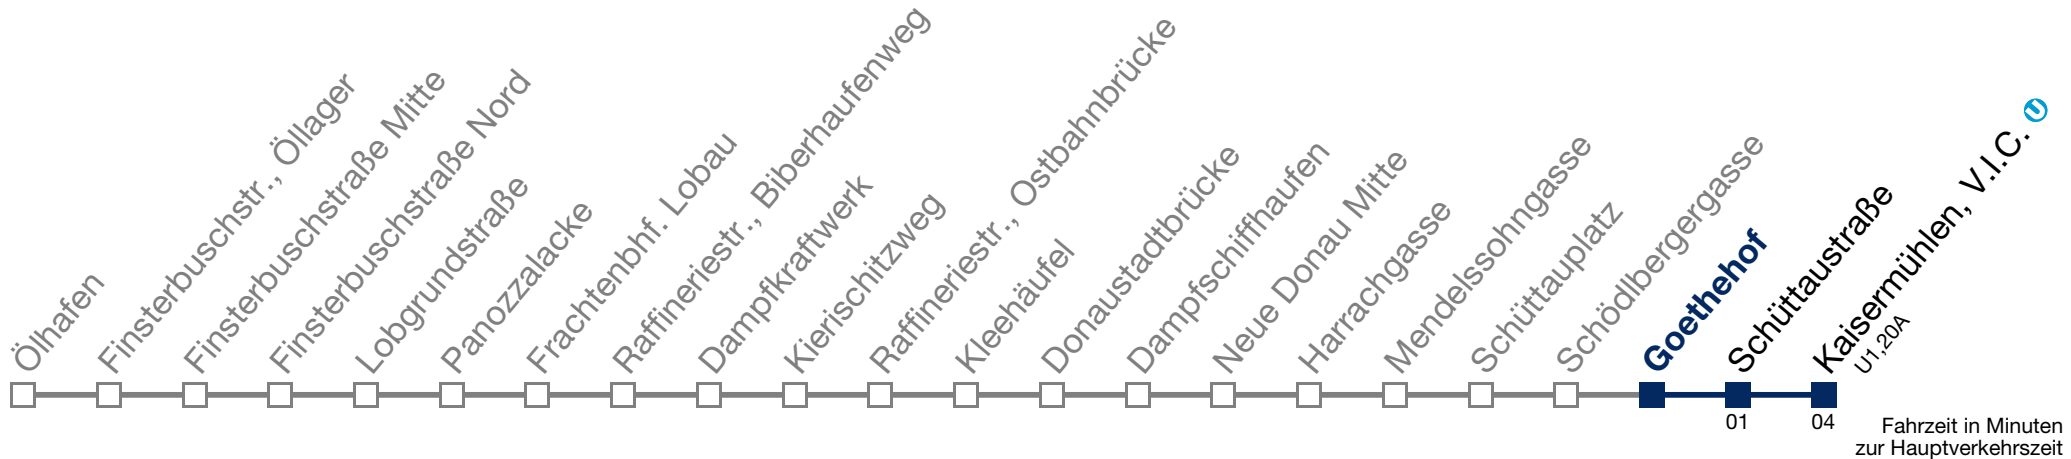 Ölhafen
Finsterbuschstr., Öllager
Finsterbuschstraße Mitte
Finsterbuschstraße Nord
Lobgrundstraße
Panozzalacke
Frachtenbhf. Lobau
Raffineriestr., Biberhaufenweg
Dampfkraftwerk
Kierischitzweg
Raffineriestr., Ostbahnbrücke
Kleehäufel
Donaustadtbrücke
Dampfschiffhaufen
Neue Donau Mitte
Harrachgasse
Mendelssohngasse
Schüttauplatz
Schödlbergergasse
Goethehof
Schüttaustraße
Kaisermühlen, V.I.C. U
U1,20A
01
04
Fahrzeit in Minuten
zur Hauptverkehrszeit